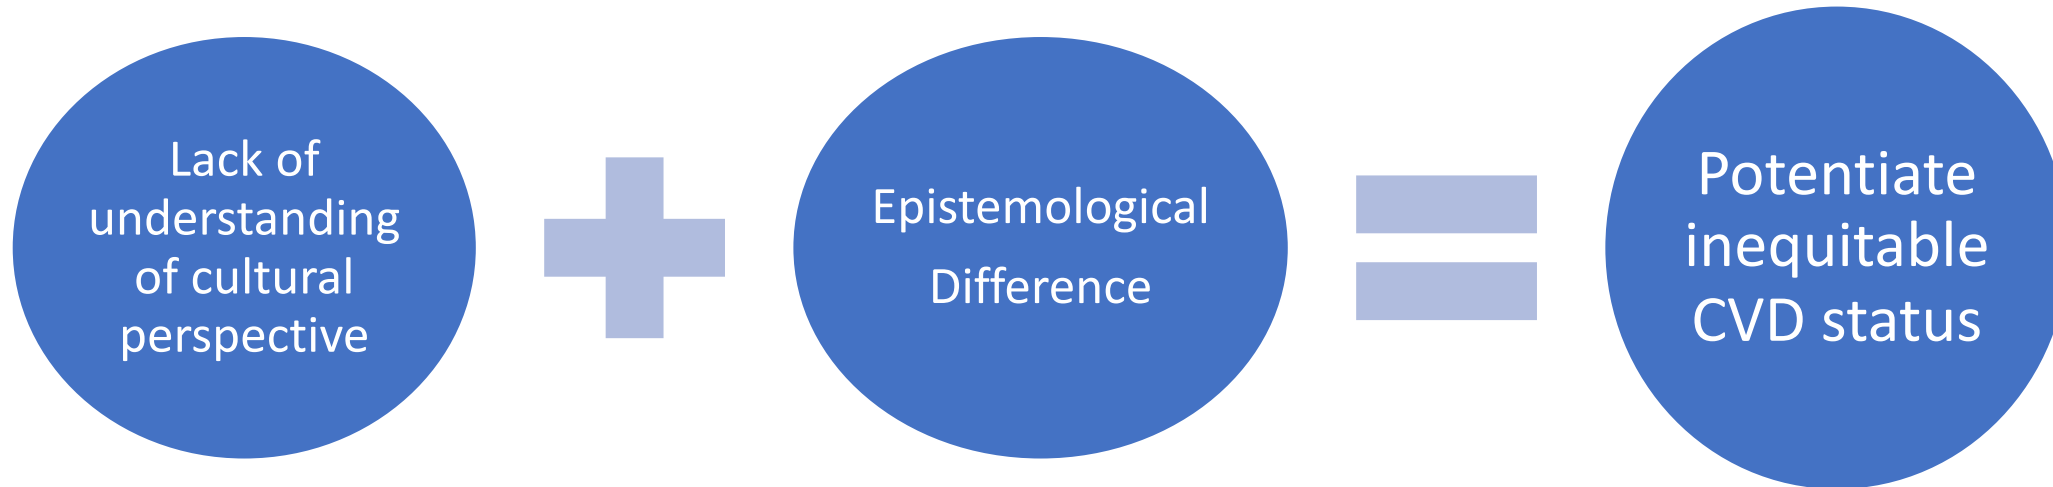 Lack of
understanding
of cultural
perspective
Epistemological
Difference
Potentiate
inequitable
CVD status